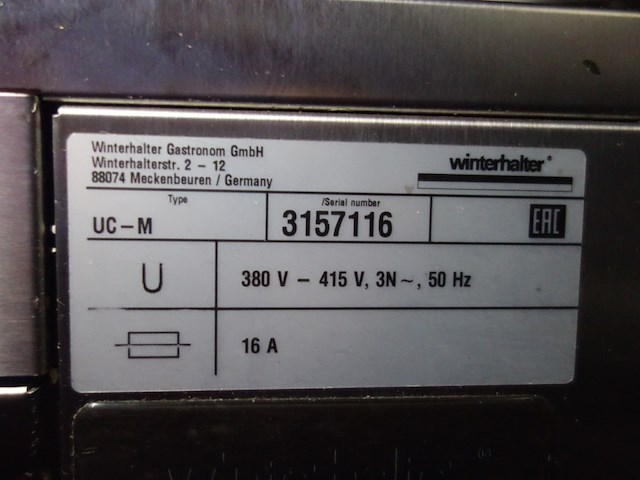 Winterhalter Gastronom GmbH
Winterhalterstr. 2 – 12
88074 Meckenbeuren / Germany
winterhalter®
Type
UC–M
/Serial number
3157116
EAC
U
380 V – 415 V, 3N~, 50 Hz
16 A